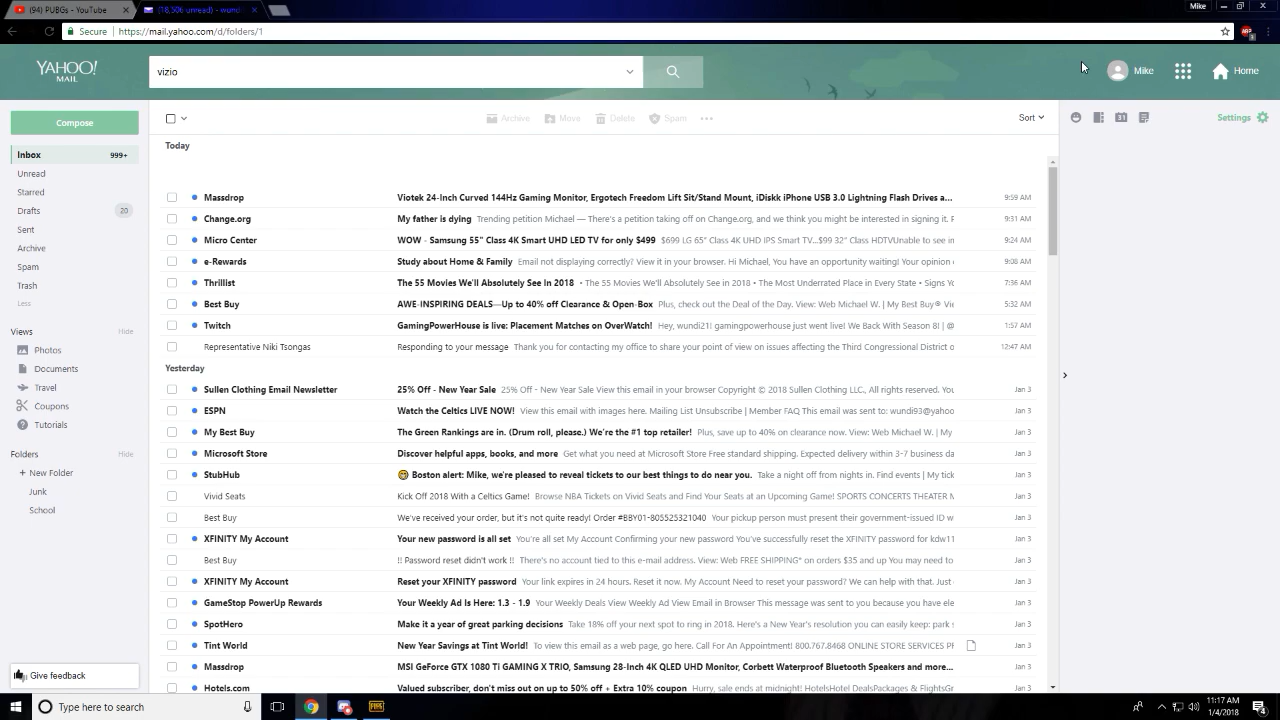 (94) PUBGs - YouTube
(18,506 unread) - wund
Mike
Secure https://mail.yahoo.com/d/folders/1
YAHOO!
MAIL
vizio
Mike
Home
Compose
Archive Move Delete Spam
Sort
31
Settings
Today
Inbox 999+
Unread
Starred
Drafts 20
Sent
Archive
Spam
Trash
Less
Views Hide
Photos
Documents
Travel
Coupons
Tutorials
Folders Hide
+ New Folder
Junk
School
Give feedback
Massdrop Viotek 24-Inch Curved 144Hz Gaming Monitor, Ergotech Freedom Lift Sit/Stand Mount, iDiskk iPhone USB 3.0 Lightning Flash Drives a... 9:59 AM
Change.org My father is dying Trending petition Michael — There's a petition taking off on Change.org, and we think you might be interested in signing it. 9:31 AM
Micro Center WOW - Samsung 55" Class 4K Smart UHD LED TV for only $499 $699 LG 65" Class 4K UHD IPS Smart TV...$99 32" Class HDTVUnable to see in 9:24 AM
e-Rewards Study about Home & Family Email not displaying correctly? View it in your browser. Hi Michael, You have an opportunity waiting! Your opinion 9:08 AM
Thrillist The 55 Movies We'll Absolutely See In 2018 • The 55 Movies We'll Absolutely See In 2018 • The Most Underrated Place in Every State • Signs 7:36 AM
Best Buy AWE-INSPIRING DEALS—Up to 40% off Clearance & Open-Box Plus, check out the Deal of the Day. View: Web Michael W. | My Best Buy® 5:32 AM
Twitch GamingPowerHouse is live: Placement Matches on OverWatch! Hey, wundi21! gamingpowerhouse just went live! We Back With Season 8! | @ 1:57 AM
Representative Niki Tsongas Responding to your message Thank you for contacting my office to share your point of view on issues affecting the Third Congressional District 12:47 AM
Yesterday
Sullen Clothing Email Newsletter 25% Off - New Year Sale 25% Off - New Year Sale View this email in your browser Copyright © 2018 Sullen Clothing LLC., All rights reserved. Jan 3
ESPN Watch the Celtics LIVE NOW! View this email with images here. Mailing List Unsubscribe | Member FAQ This email was sent to: wundi93@yahoo Jan 3
My Best Buy The Green Rankings are in. (Drum roll, please.) We're the #1 top retailer! Plus, save up to 40% on clearance now. View: Web Michael W. | My Jan 3
Microsoft Store Discover helpful apps, books, and more Get what you need at Microsoft Store Free standard shipping. Expected delivery within 3-7 business da Jan 3
StubHub Boston alert: Mike, we're pleased to reveal tickets to our best things to do near you. Take a night off from nights in. Find events | My tick Jan 3
Vivid Seats Kick Off 2018 With a Celtics Game! Browse NBA Tickets on Vivid Seats and Find Your Seats at an Upcoming Game! SPORTS CONCERTS THEATER Jan 3
Best Buy We've received your order, but it's not quite ready! Order #BBY01-805525321040 Your pickup person must present their government-issued ID Jan 3
XFINITY My Account Your new password is all set You're all set My Account Confirming your new password You've successfully reset the XFINITY password for kdw11 Jan 3
Best Buy !! Password reset didn't work !! There's no account tied to this e-mail address. View: Web FREE SHIPPING* on orders $35 and up You may need to Jan 3
XFINITY My Account Reset your XFINITY password Your link expires in 24 hours. Reset it now. My Account Need to reset your password? We can help with that. Just Jan 3
GameStop PowerUp Rewards Your Weekly Ad Is Here: 1.3 - 1.9 Your Weekly Deals View Weekly Ad View Email in Browser This message was sent to you because you have ele Jan 3
SpotHero Make it a year of great parking decisions Take 18% off your next spot to ring in 2018. Here's a New Year's resolution you can easily keep: park Jan 3
Tint World New Year Savings at Tint World! To view this email as a web page, go here. Call For An Appointment! 800.767.8468 ONLINE STORE SERVICES Jan 3
Massdrop MSI GeForce GTX 1080 Ti GAMING X TRIO, Samsung 28-Inch 4K QLED UHD Monitor, Corbett Waterproof Bluetooth Speakers and more... Jan 3
Hotels.com Valued subscriber, don't miss out on up to 50% off + Extra 10% coupon Hurry, sale ends at midnight! HotelsHotel DealsPackages & Jan 3
Type here to search
11:17 AM
1/4/2018